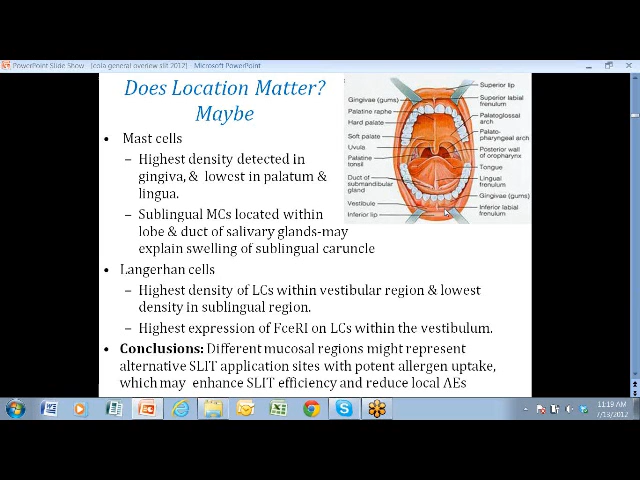 PowerPoint Slide Show - [cola general overiew slit 2012] - Microsoft PowerPoint
Does Location Matter?
Maybe
• Mast cells
– Highest density detected in
gingiva, & lowest in palatum &
lingua.
– Sublingual MCs located within
lobe & duct of salivary glands-may
explain swelling of sublingual caruncle
• Langerhan cells
– Highest density of LCs within vestibular region & lowest
density in sublingual region.
– Highest expression of FceRI on LCs within the vestibulum.
• Conclusions: Different mucosal regions might represent
alternative SLIT application sites with potent allergen uptake,
which may enhance SLIT efficiency and reduce local AEs
Gingivae (gums)
Palatine raphe
Hard palate
Soft palate
Uvula
Palatine
tonsil
Duct of
submandibular
gland
Vestibule
Inferior lip
Superior lip
Superior labial
frenulum
Palatoglossal
arch
Palato-
pharyngeal arch
Posterior wall
of oropharynx
Tongue
Lingual
frenulum
Gingivae (gums)
Inferior labial
frenulum
11:19 AM
7/13/2012